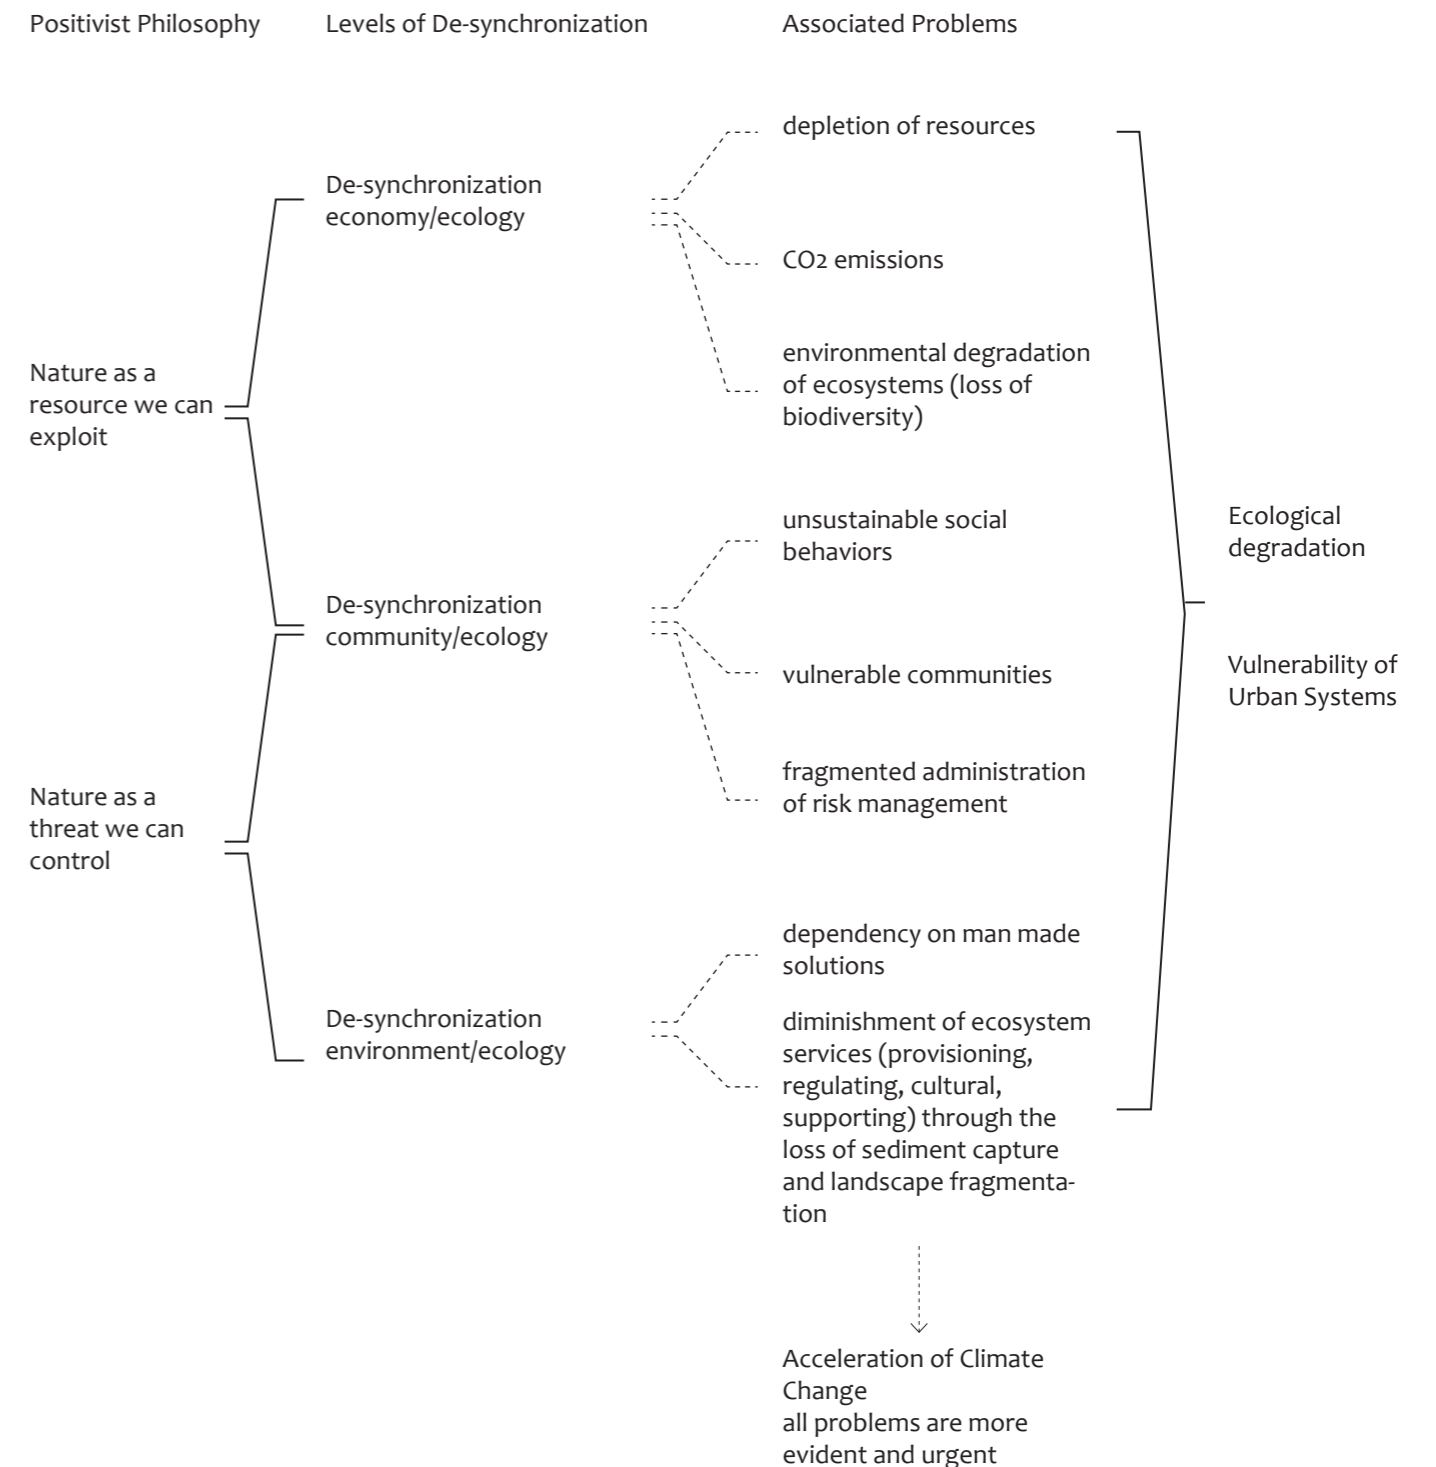 Positivist Philosophy
Levels of De-synchronization
Associated Problems
Nature as a
resource we can
exploit
Nature as a
threat we can
control
De-synchronization
economy/ecology
De-synchronization
community/ecology
De-synchronization
environment/ecology
depletion of resources
CO2 emissions
environmental degradation
of ecosystems (loss of
biodiversity)
unsustainable social
behaviors
vulnerable communities
fragmented administration
of risk management
dependency on man made
solutions
diminishment of ecosystem
services (provisioning,
regulating, cultural,
supporting) through the
loss of sediment capture
and landscape fragmenta-
tion
Acceleration of Climate
Change
all problems are more
evident and urgent
Ecological
degradation
Vulnerability of
Urban Systems